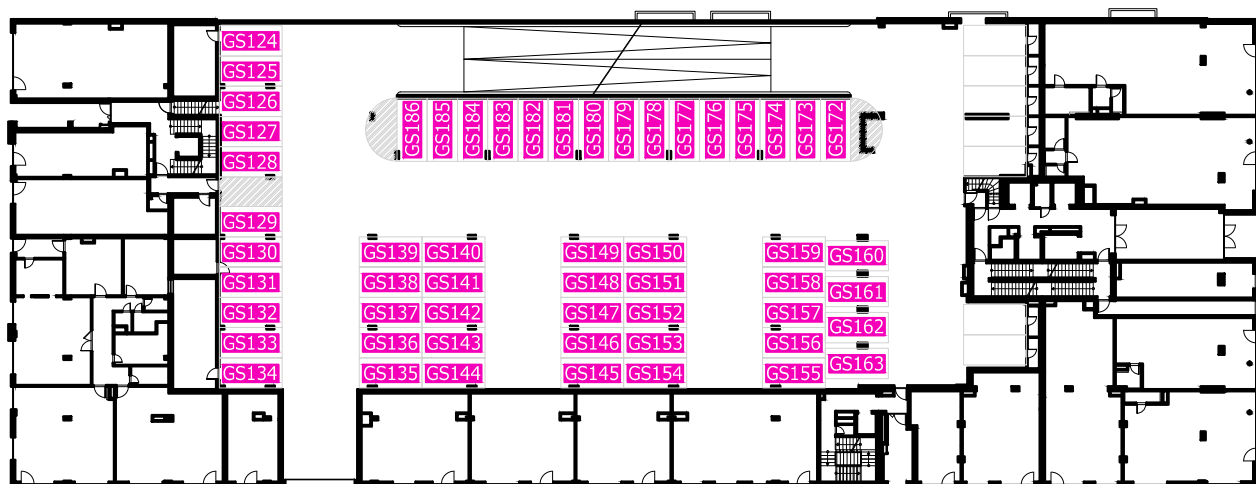 GS124
GS125
GS126
GS127
GS128
GS129
GS130
GS131
GS132
GS133
GS134
GS186
GS185
GS184
GS183
GS182
GS181
GS180
GS179
GS178
GS177
GS176
GS175
GS174
GS173
GS172
GS139 GS140
GS138 GS141
GS137 GS142
GS136 GS143
GS135 GS144
GS149 GS150
GS148 GS151
GS147 GS152
GS146 GS153
GS145 GS154
GS159 GS160
GS158 GS161
GS157 GS162
GS156 GS163
GS155